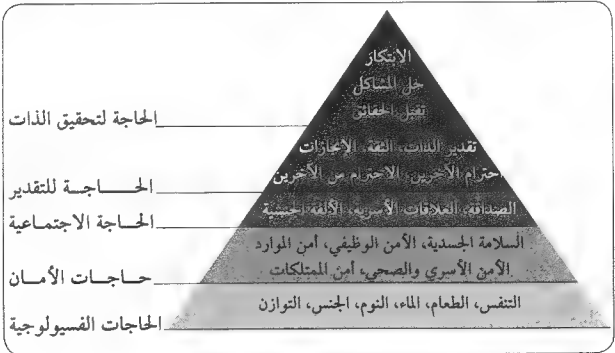 الابتكار
حل المشاكل
تقبل الحقائق
الحاجة لتحقيق الذات
تقدير الذات، الثقة، الإنجازات
احترام الآخرين، الاحترام من الآخرين
الحاجة للتقدير
الصداقة، العلاقات الأسرية، الألفة الجنسية
الحاجة الاجتماعية
السلامة الجسدية، الأمن الوظيفي، أمن الموارد
الأمن الأسري والصحي، أمن الممتلكات
حاجات الأمان
التنفس، الطعام، الماء، النوم، الجنس، التوازن
الحاجات الفسيولوجية